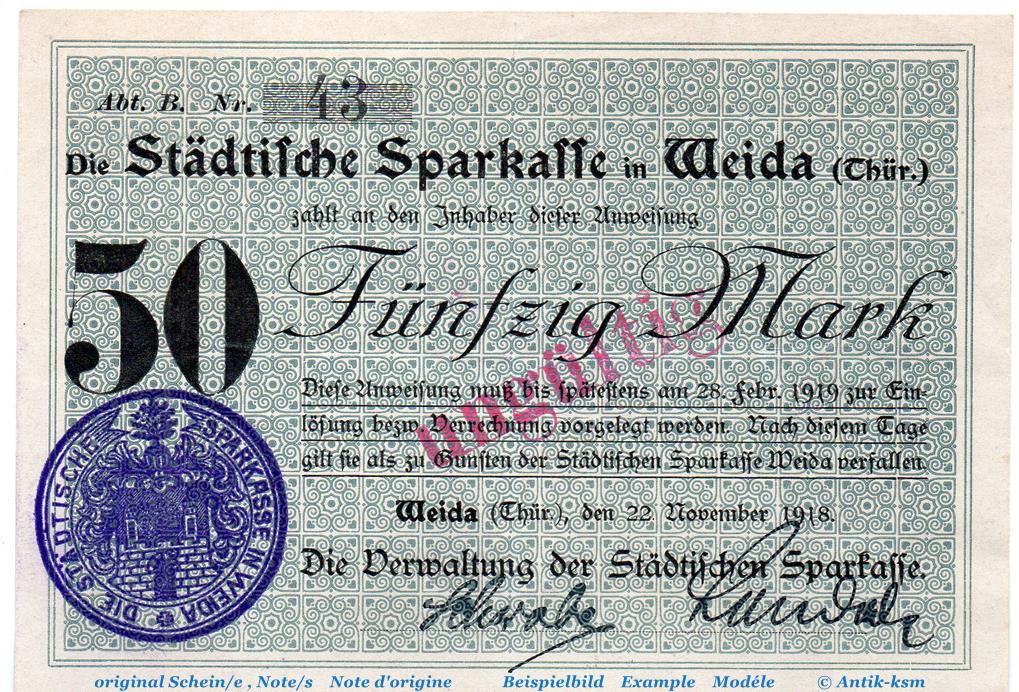 Abt. B. Nr. 43
Die Städtische Sparkasse in Weida (Thür.)
zahlt an den Inhaber dieser Anweisung
50 Fünfzig Mark
ungültig
Diese Anweisung muß bis spätestens am 28. Febr. 1919 zur Ein-
lösung bezw. Verrechnung vorgelegt werden. Nach diesem Tage
gilt sie als zu Gunsten der Städtischen Sparkasse Weida verfallen.
Weida (Thür.), den 22 November 1918.
Die Verwaltung der Städtischen Sparkasse.
DIE STÄDTISCHE SPARKASSE IN WEIDA
original Schein/e , Note/s Note d'origine Beispielbild Example Modéle © Antik-ksm